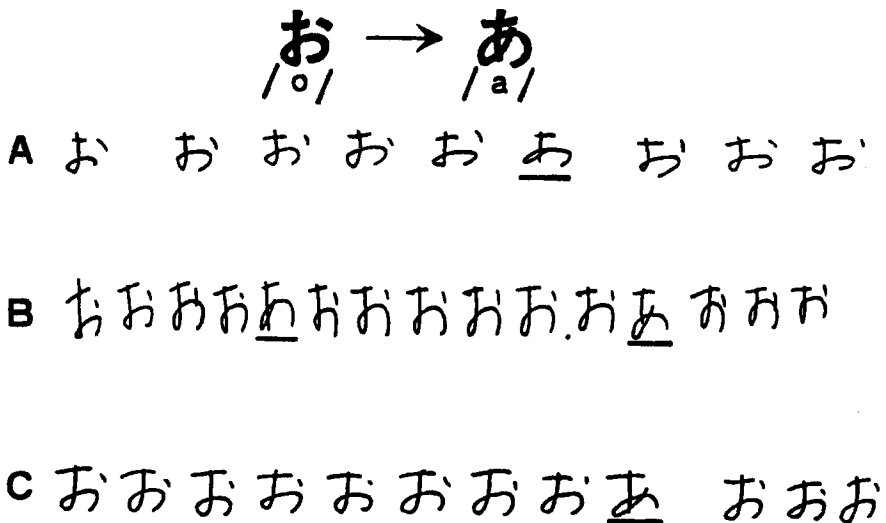 お → あ
/o/ /a/
A お お お お お あ お お お
B お お お お あ お お お お お . お あ お お お
C お お お お お お お お あ お お お